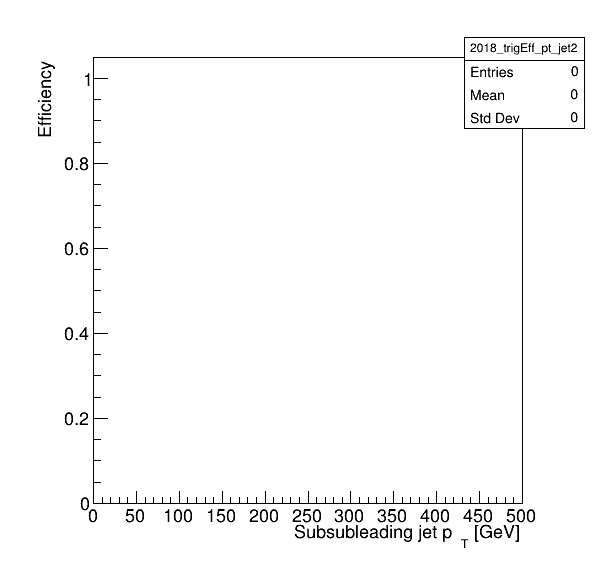 2018_trigEff_pt_jet2
Entries 0
Mean 0
Std Dev 0
Efficiency
1
0.8
0.6
0.4
0.2
0
0 50 100 150 200 250 300 350 400 450 500
Subsubleading jet p T [GeV]